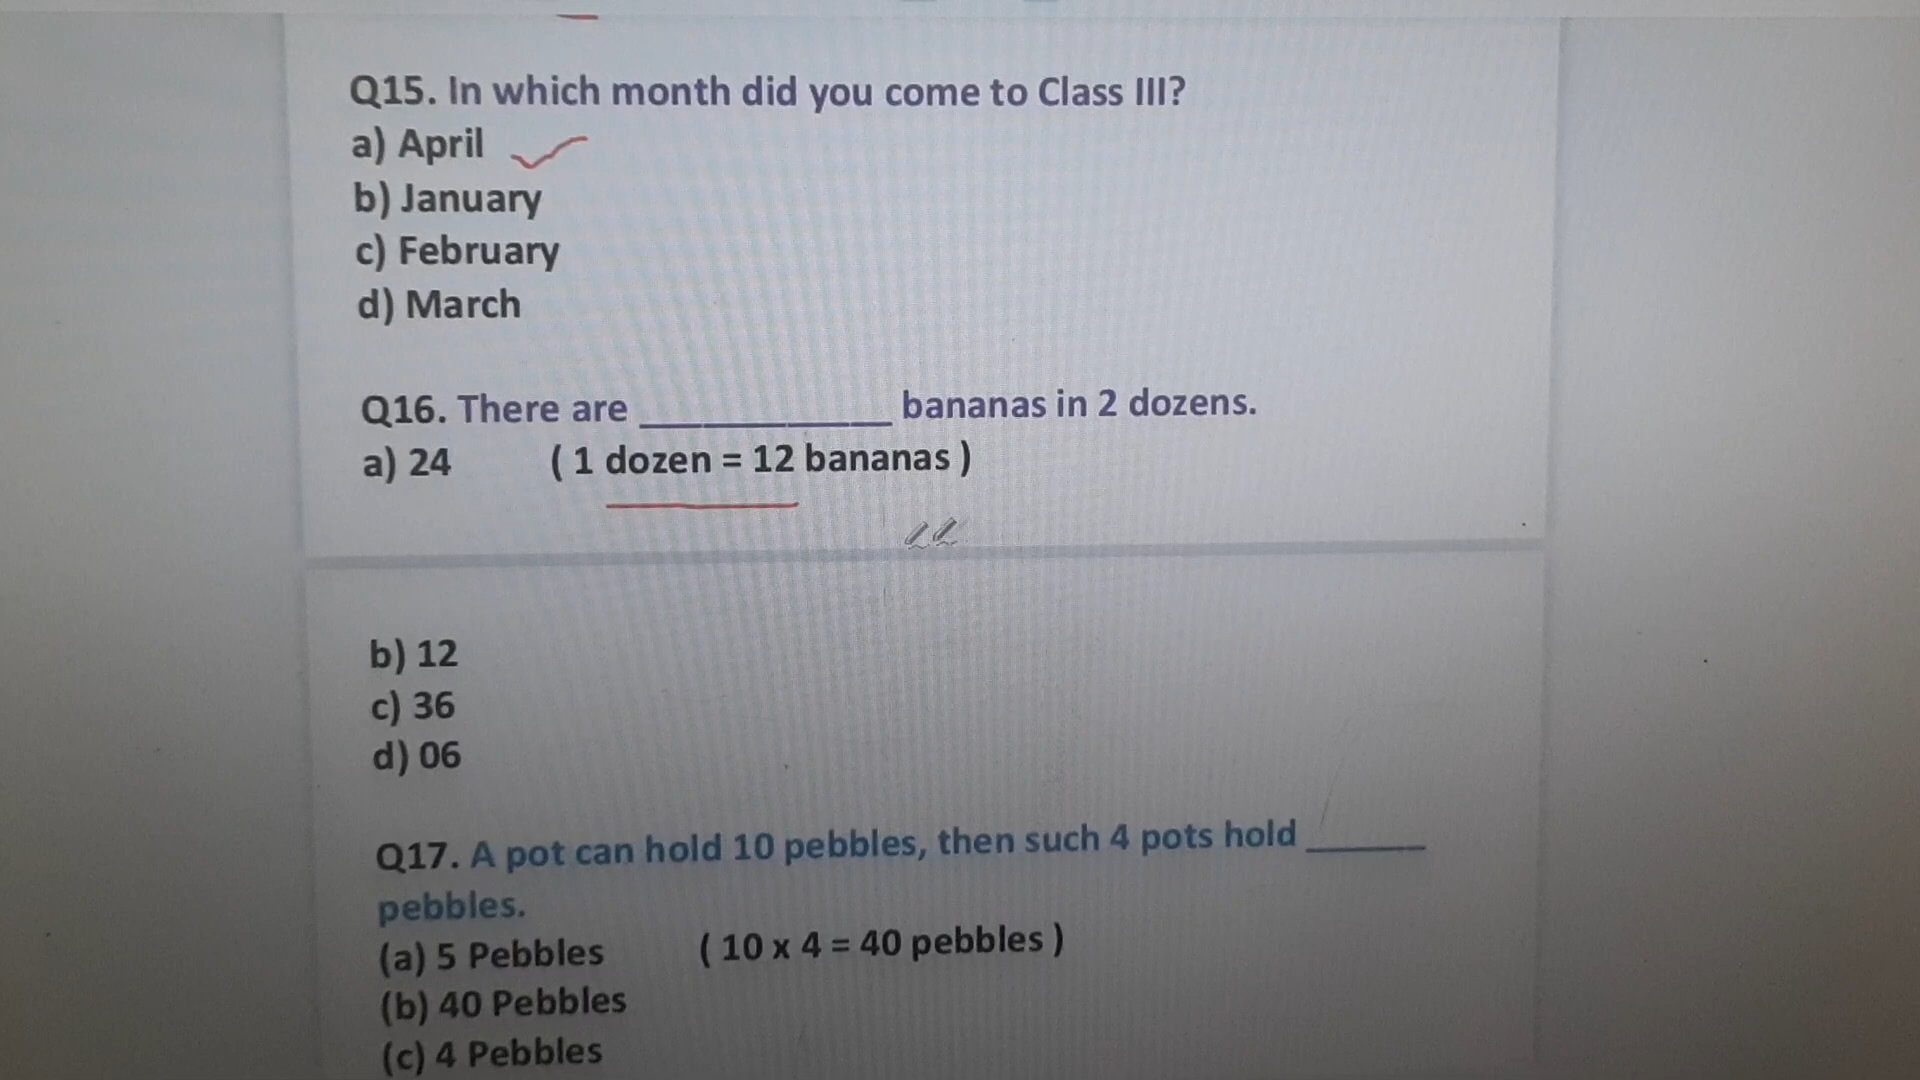 Q15. In which month did you come to Class III?
a) April
b) January
c) February
d) March
Q16. There are ____________ bananas in 2 dozens.
a) 24 ( 1 dozen = 12 bananas )
b) 12
c) 36
d) 06
Q17. A pot can hold 10 pebbles, then such 4 pots hold ______
pebbles.
(a) 5 Pebbles ( 10 x 4 = 40 pebbles )
(b) 40 Pebbles
(c) 4 Pebbles